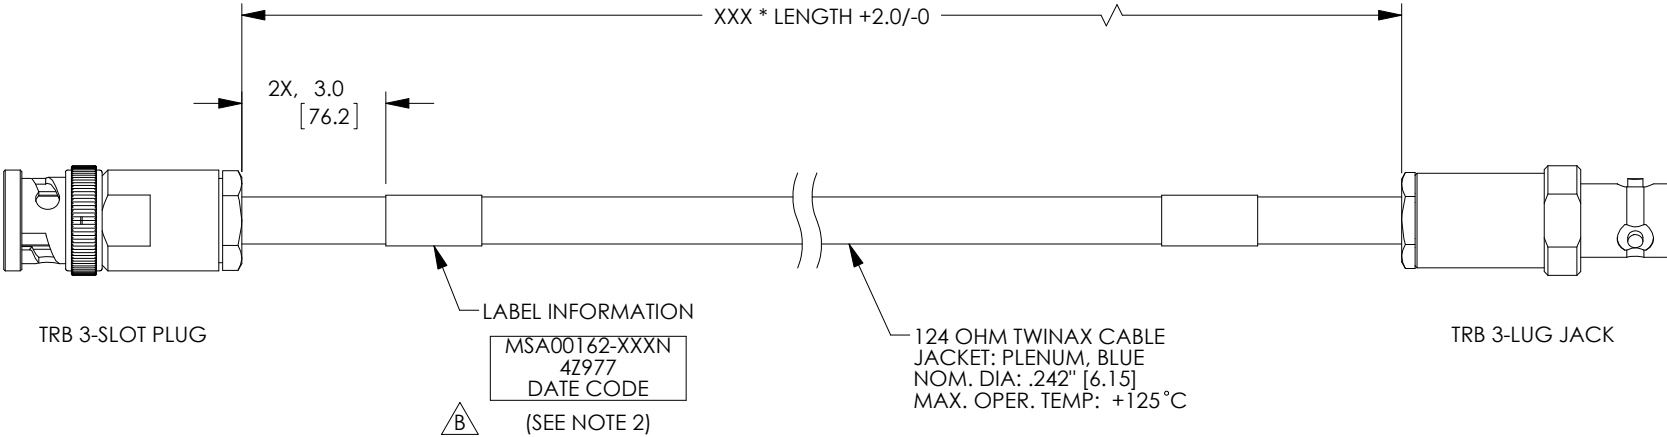 XXX * LENGTH +2.0/-0
2X, 3.0
[76.2]
LABEL INFORMATION
TRB 3-SLOT PLUG
MSA00162-XXXN
4Z977
DATE CODE
B
(SEE NOTE 2)
124 OHM TWINAX CABLE
JACKET: PLENUM, BLUE
NOM. DIA: .242" [6.15]
MAX. OPER. TEMP: +125°C
TRB 3-LUG JACK